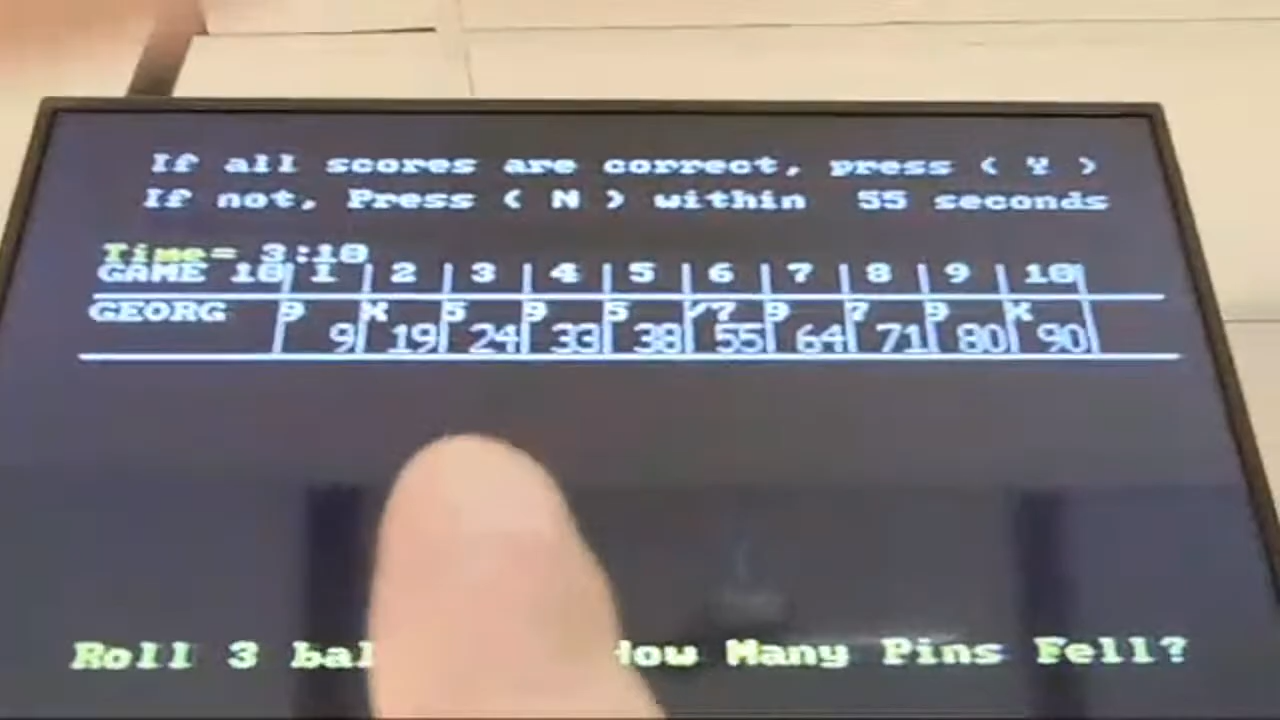 If all scores are correct, press ( Y )
If not, Press ( N ) within 55 seconds
Time= 3:10
GAME 10 1 2 3 4 5 6 7 8 9 10
GEORG 9 X 5 9 5 /7 9 7 9 X
9 19 24 33 38 55 64 71 80 90
Roll 3 Many Pins Fell?